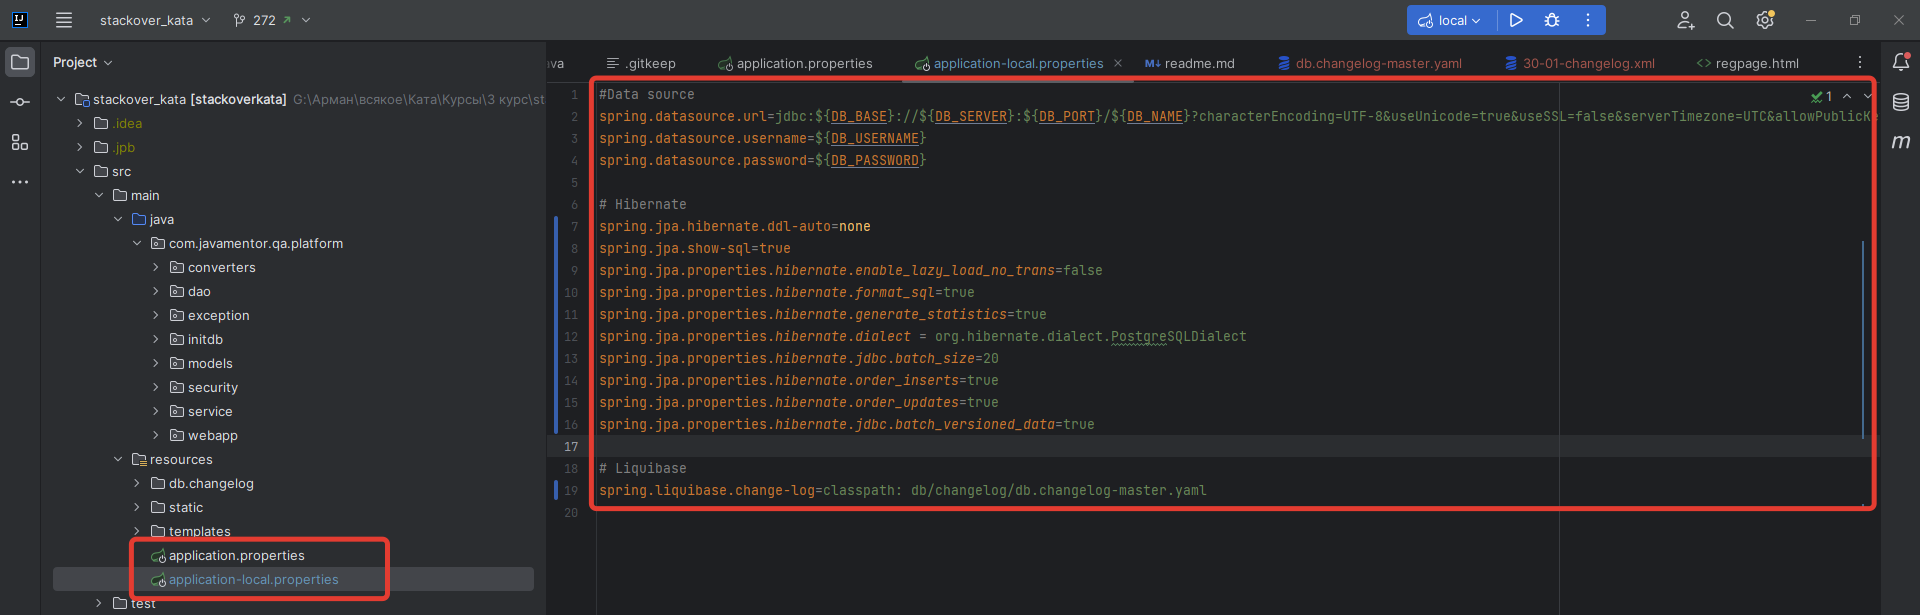 IJ
stackover_kata
272
local
Project
stackover_kata [stackoverkata] G:\Арман\всякое\Ката\Курсы\3 курс\st
.idea
.jpb
src
main
java
com.javamentor.qa.platform
converters
dao
exception
initdb
models
security
service
webapp
resources
db.changelog
static
templates
application.properties
application-local.properties
test
ava
.gitkeep
application.properties
application-local.properties
M↓ readme.md
db.changelog-master.yaml
30-01-changelog.xml
<> regpage.html
1 #Data source
2 spring.datasource.url=jdbc:${DB_BASE}://${DB_SERVER}:${DB_PORT}/${DB_NAME}?characterEncoding=UTF-8&useUnicode=true&useSSL=false&serverTimezone=UTC&allowPublicKe
3 spring.datasource.username=${DB_USERNAME}
4 spring.datasource.password=${DB_PASSWORD}
5
6 # Hibernate
7 spring.jpa.hibernate.ddl-auto=none
8 spring.jpa.show-sql=true
9 spring.jpa.properties.hibernate.enable_lazy_load_no_trans=false
10 spring.jpa.properties.hibernate.format_sql=true
11 spring.jpa.properties.hibernate.generate_statistics=true
12 spring.jpa.properties.hibernate.dialect = org.hibernate.dialect.PostgreSQLDialect
13 spring.jpa.properties.hibernate.jdbc.batch_size=20
14 spring.jpa.properties.hibernate.order_inserts=true
15 spring.jpa.properties.hibernate.order_updates=true
16 spring.jpa.properties.hibernate.jdbc.batch_versioned_data=true
17
18 # Liquibase
19 spring.liquibase.change-log=classpath: db/changelog/db.changelog-master.yaml
20
1
m